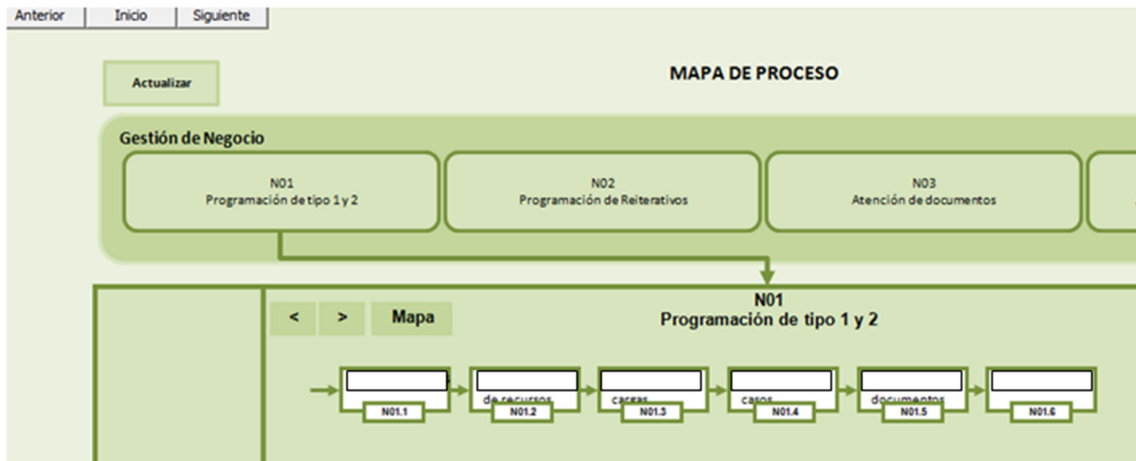 Anterior Inicio Siguiente
Actualizar
MAPA DE PROCESO
Gestión de Negocio
N01
Programación de tipo 1 y 2
N02
Programación de Reiterativos
N03
Atención de documentos
< > Mapa
N01
Programación de tipo 1 y 2
de recursos
cargas
casos
documentos
N01.1
N01.2
N01.3
N01.4
N01.5
N01.6